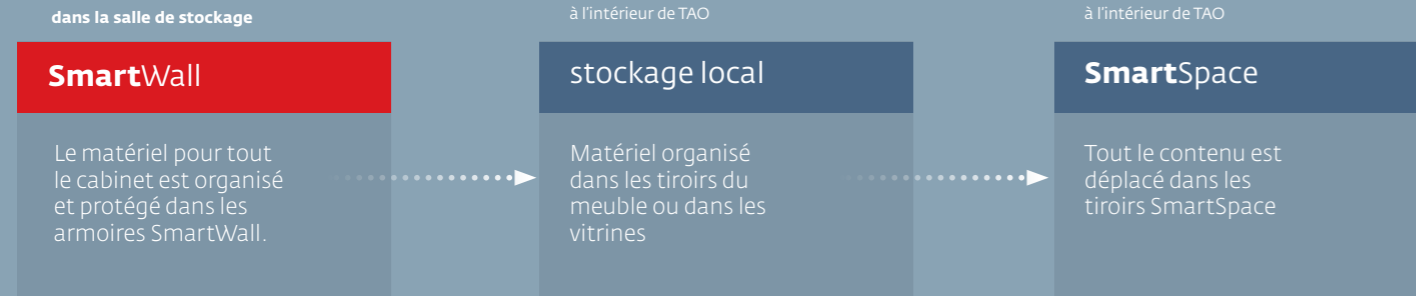 dans la salle de stockage
SmartWall
Le matériel pour tout
le cabinet est organisé
et protégé dans les
armoires SmartWall.
à l'intérieur de TAO
stockage local
Matériel organisé
dans les tiroirs du
meuble ou dans les
vitrines
à l'intérieur de TAO
SmartSpace
Tout le contenu est
déplacé dans les
tiroirs SmartSpace